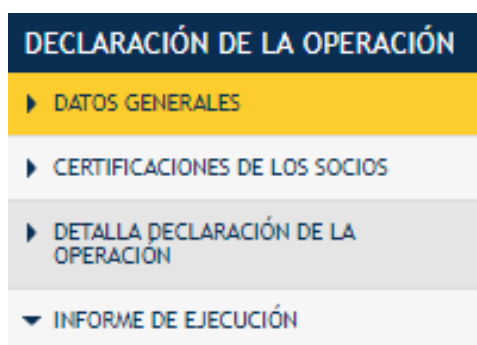 DECLARACIÓN DE LA OPERACIÓN
DATOS GENERALES
CERTIFICACIONES DE LOS SOCIOS
DETALLA DECLARACIÓN DE LA
OPERACIÓN
INFORME DE EJECUCIÓN